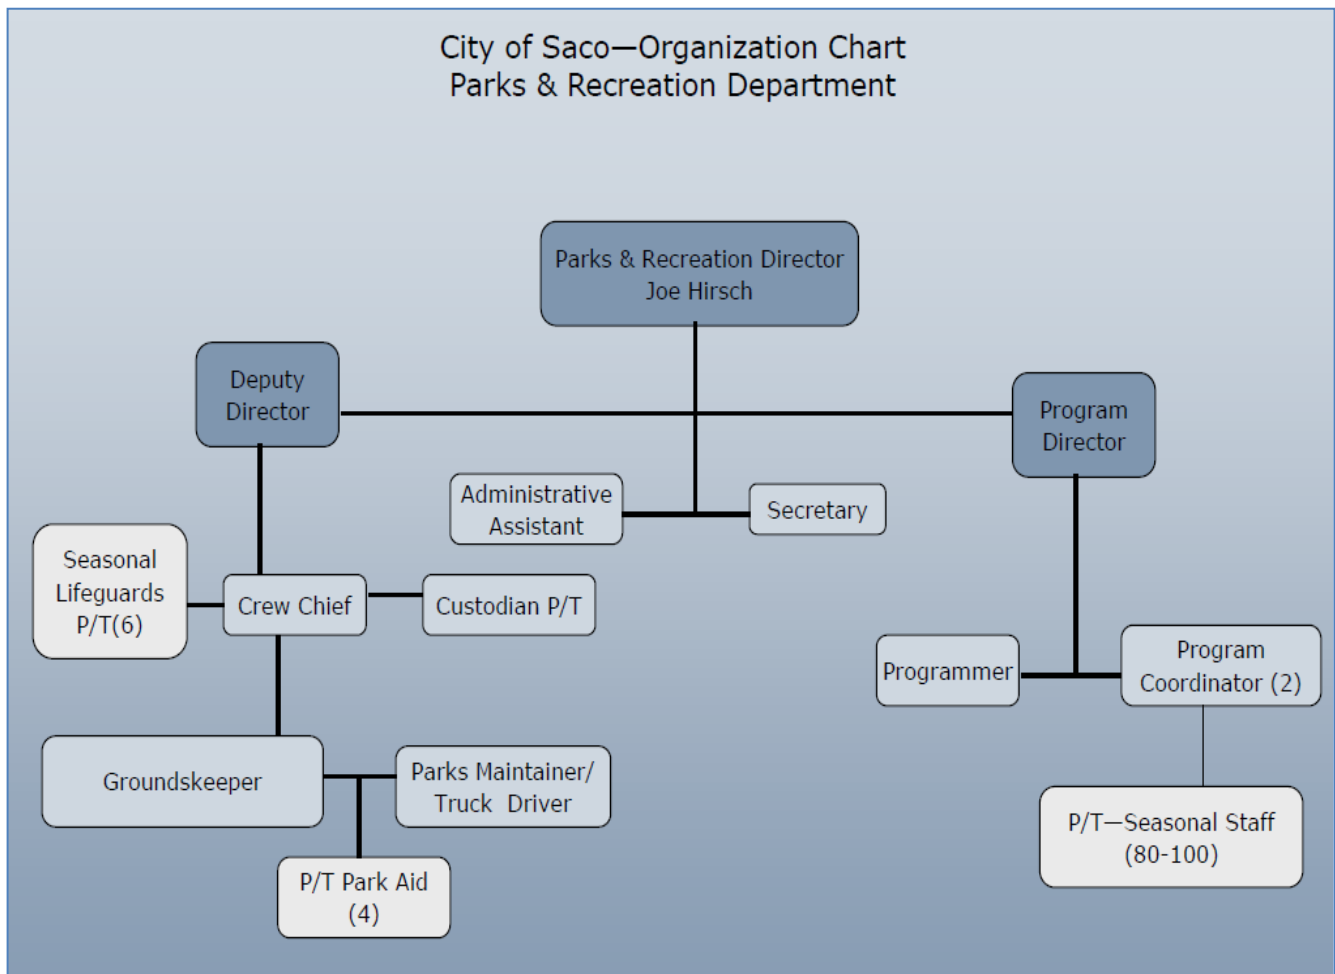 City of Saco—Organization Chart
Parks & Recreation Department
Parks & Recreation Director
Joe Hirsch
Deputy
Director
Program
Director
Administrative
Assistant
Secretary
Seasonal
Lifeguards
P/T(6)
Crew Chief
Custodian P/T
Programmer
Program
Coordinator (2)
Groundskeeper
Parks Maintainer/
Truck Driver
P/T—Seasonal Staff
(80-100)
P/T Park Aid
(4)